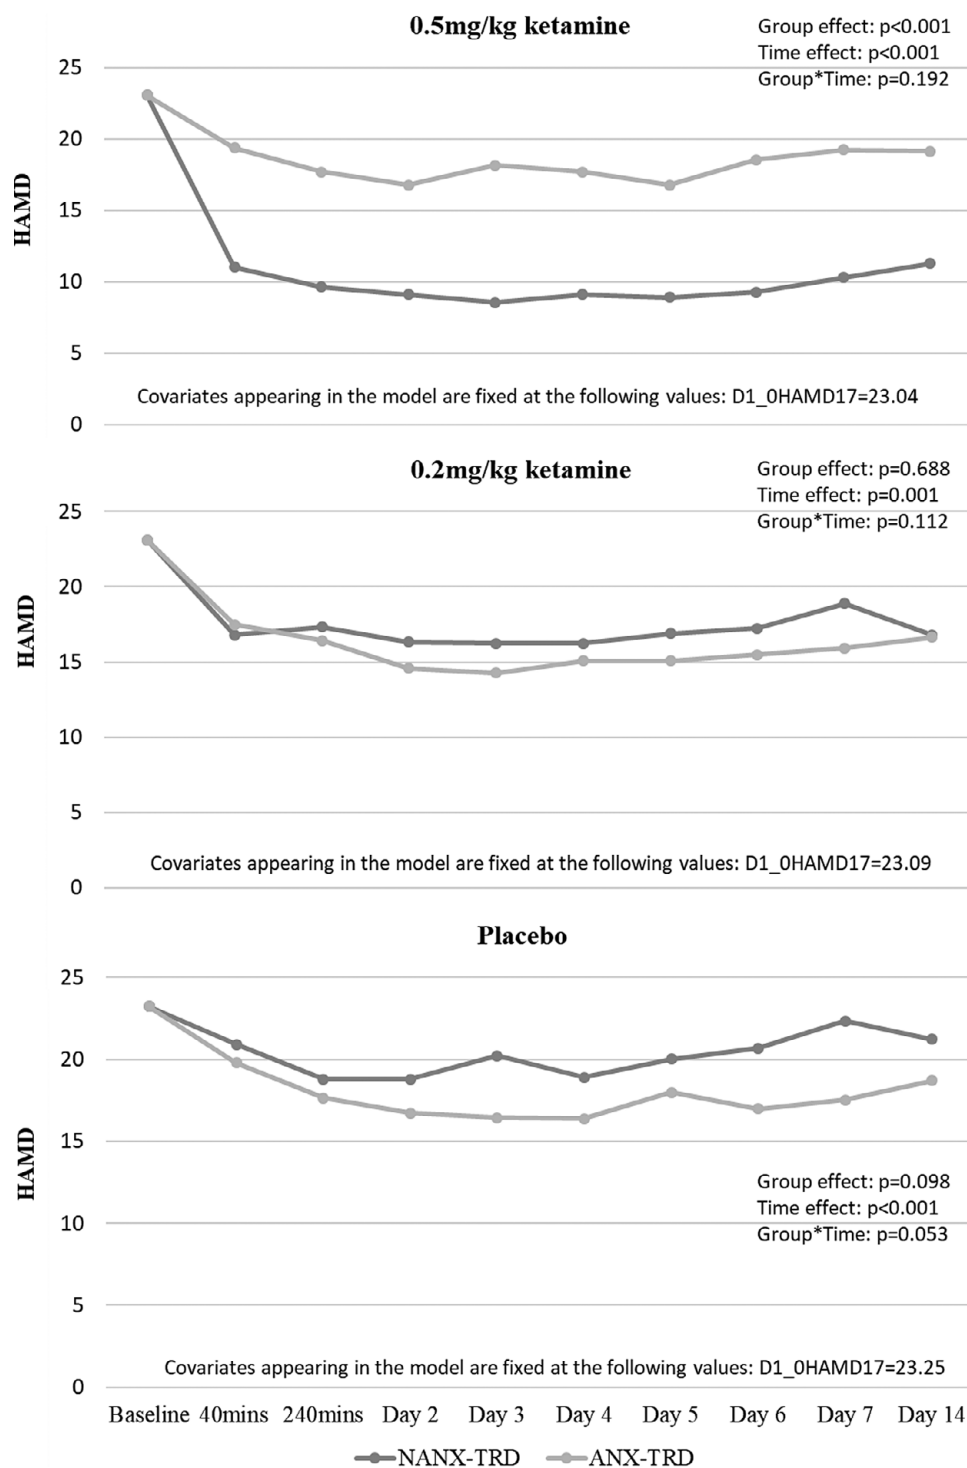 0.5mg/kg ketamine
Group effect: p<0.001
Time effect: p<0.001
Group*Time: p=0.192
25
20
15
10
5
0
HAMD
Covariates appearing in the model are fixed at the following values: D1_0HAMD17=23.04
0.2mg/kg ketamine
Group effect: p=0.688
Time effect: p=0.001
Group*Time: p=0.112
25
20
15
10
5
0
HAMD
Covariates appearing in the model are fixed at the following values: D1_0HAMD17=23.09
Placebo
25
20
15
10
5
0
HAMD
Group effect: p=0.098
Time effect: p<0.001
Group*Time: p=0.053
Covariates appearing in the model are fixed at the following values: D1_0HAMD17=23.25
Baseline 40mins 240mins Day 2 Day 3 Day 4 Day 5 Day 6 Day 7 Day 14
NANX-TRD ANX-TRD